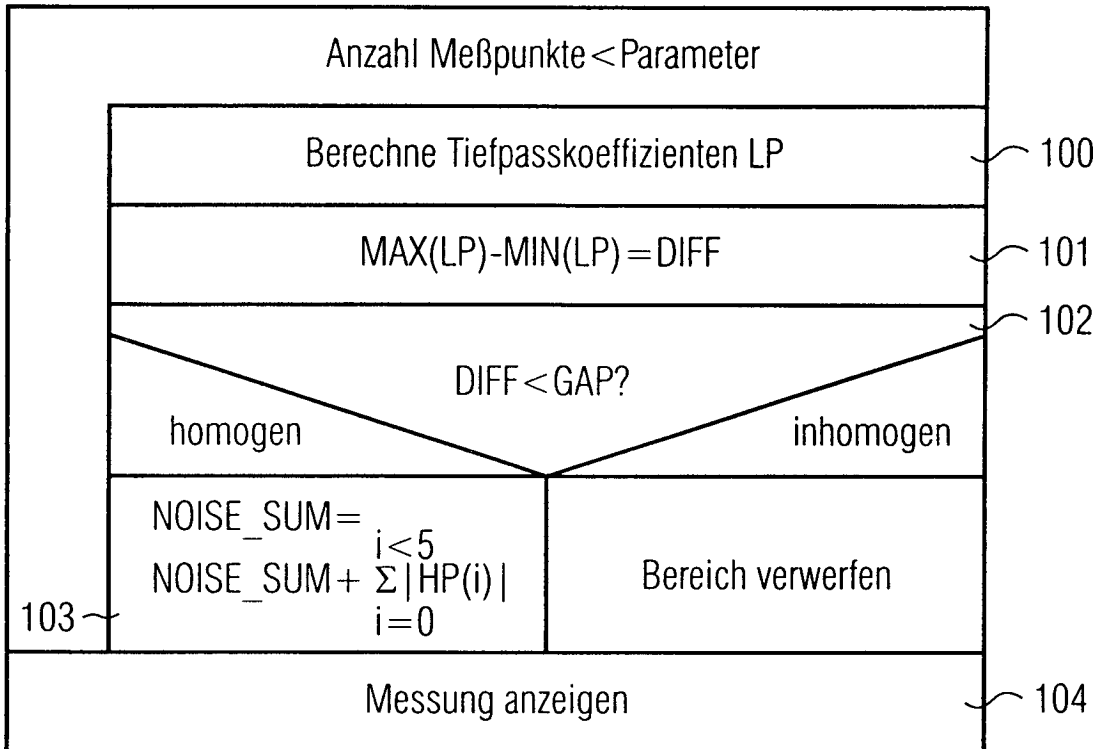 Anzahl Meßpunkte<Parameter
Berechne Tiefpasskoeffizienten LP
100
MAX(LP)-MIN(LP)=DIFF
101
102
DIFF<GAP?
homogen
inhomogen
NOISE_SUM=
i<5
NOISE_SUM+ Σ|HP(i)|
i=0
103
Bereich verwerfen
Messung anzeigen
104